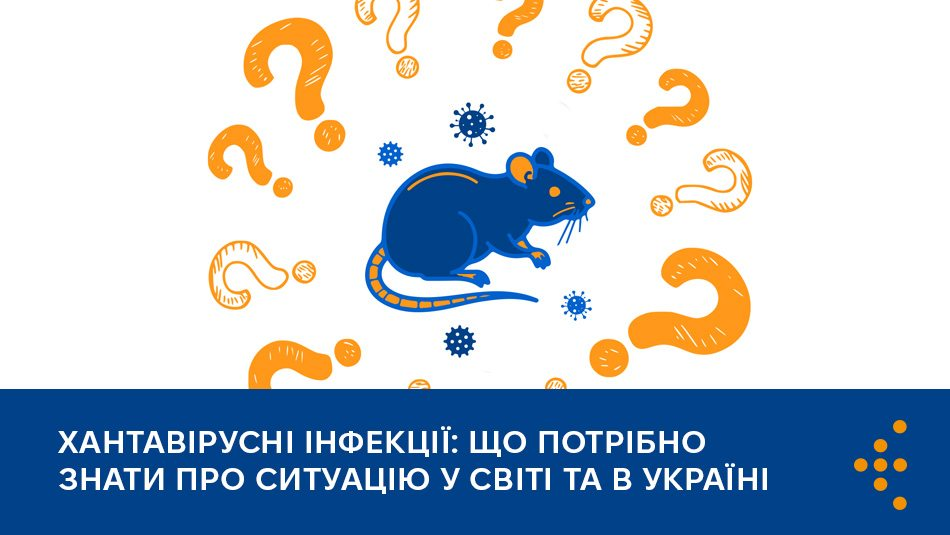 ХАНТАВІРУСНІ ІНФЕКЦІЇ: ЩО ПОТРІБНО
ЗНАТИ ПРО СИТУАЦІЮ У СВІТІ ТА В УКРАЇНІ